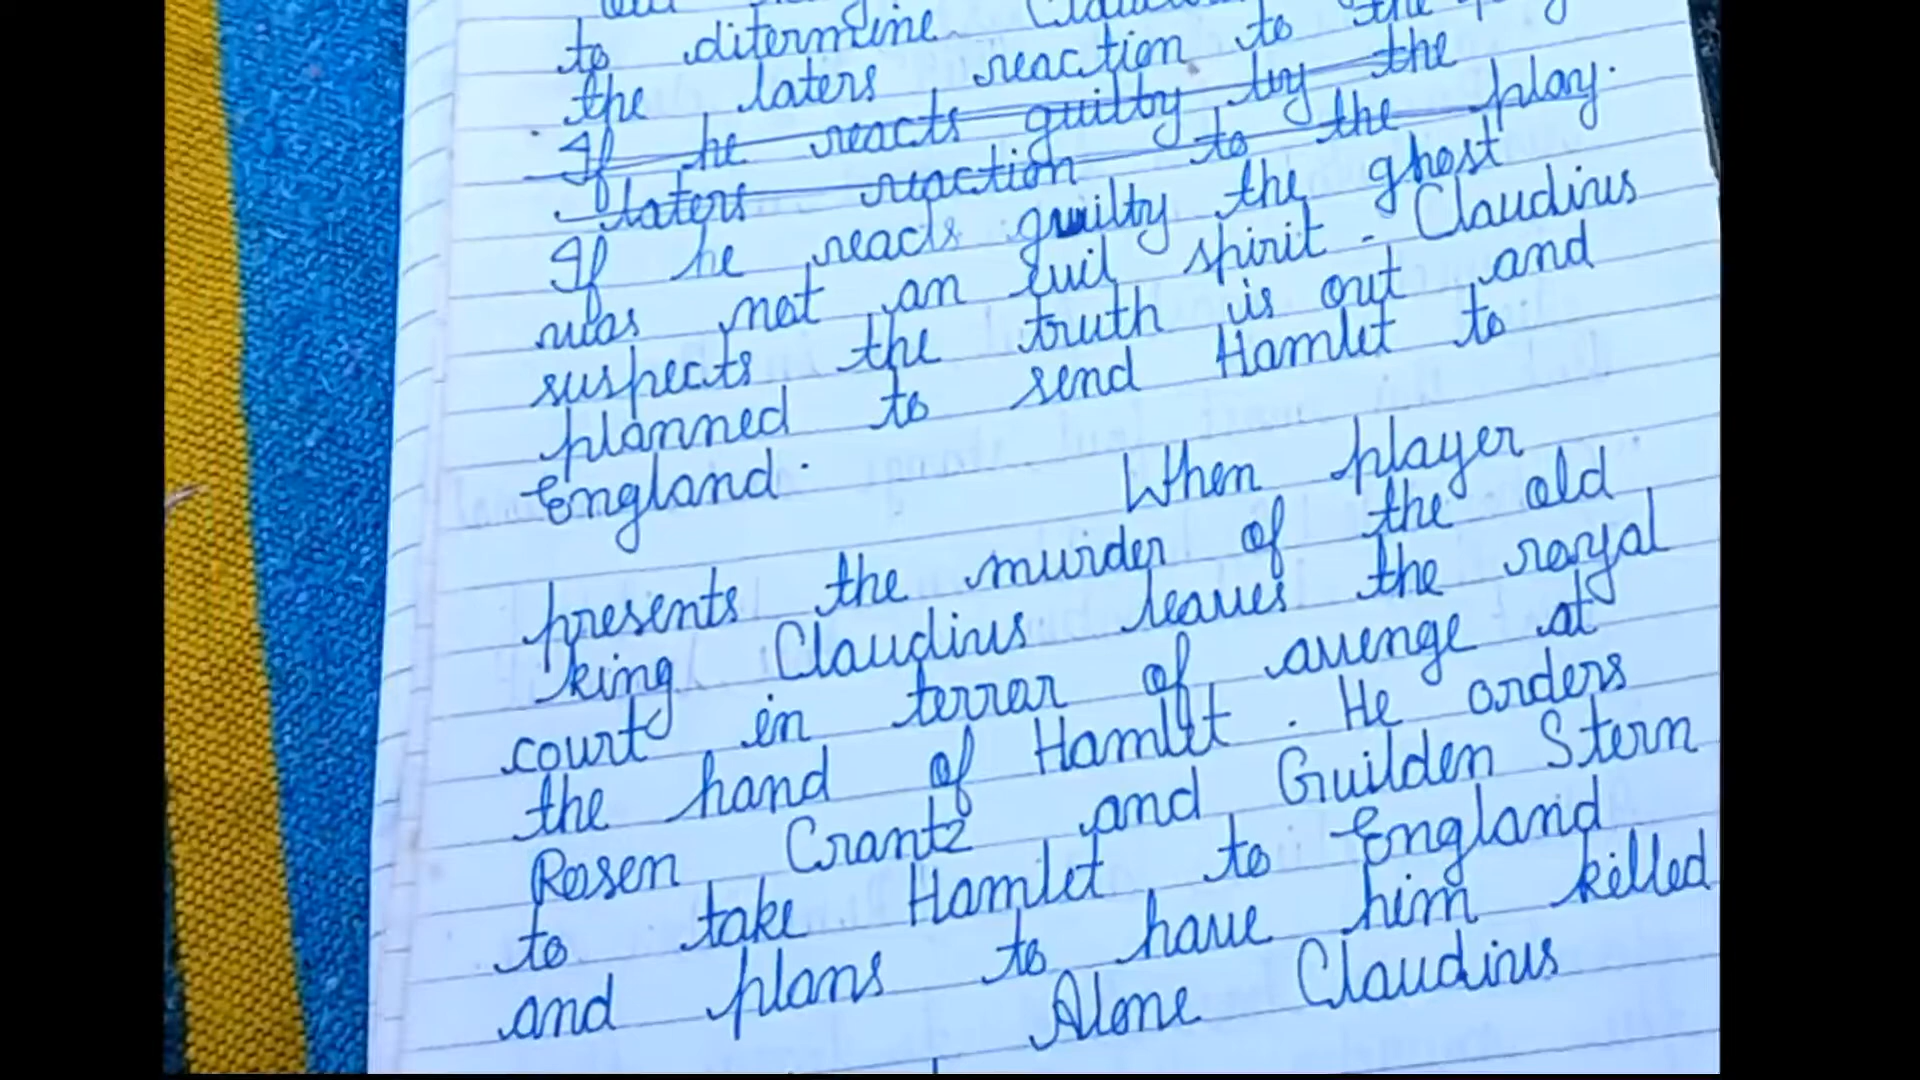 to ditermine
the laters reaction to the
If he reacts guilty by the
laters reaction to the play.
If he reacts guilty the ghost
was not an evil spirit. Claudius
suspects the truth is out and
planned to send Hamlet to
England.
When player
presents the murder of the old
king Claudius leaves the royal
court in terror of avenge at
the hand of Hamlet. He orders
Rosen Crantz and Guilden Stern
to take Hamlet to England
and plans to have him killed
Alone Claudius